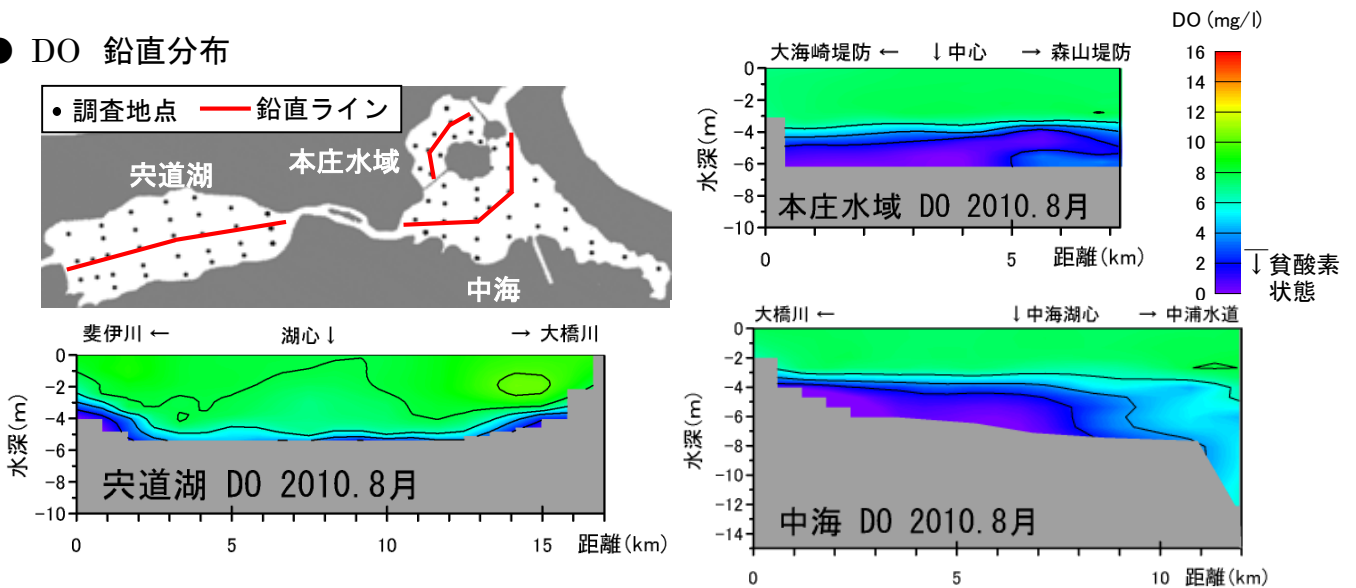 ● DO 鉛直分布
• 調査地点 鉛直ライン
宍道湖
本庄水域
中海
斐伊川 ← 湖心↓ → 大橋川
0
-2
-4
-6
-8
-10
水深(m)
宍道湖 DO 2010.8月
0 5 10 15 距離(km)
大海崎堤防 ← ↓中心 → 森山堤防
0
-2
-4
-6
-8
-10
水深(m)
本庄水域 DO 2010.8月
0 5 距離(km)
DO (mg/l)
16
14
12
10
8
6
4
2
0
↓貧酸素
状態
大橋川 ← ↓中海湖心 → 中浦水道
0
-2
-4
-6
-8
-10
-12
-14
水深(m)
中海 DO 2010.8月
0 5 10 距離(km)